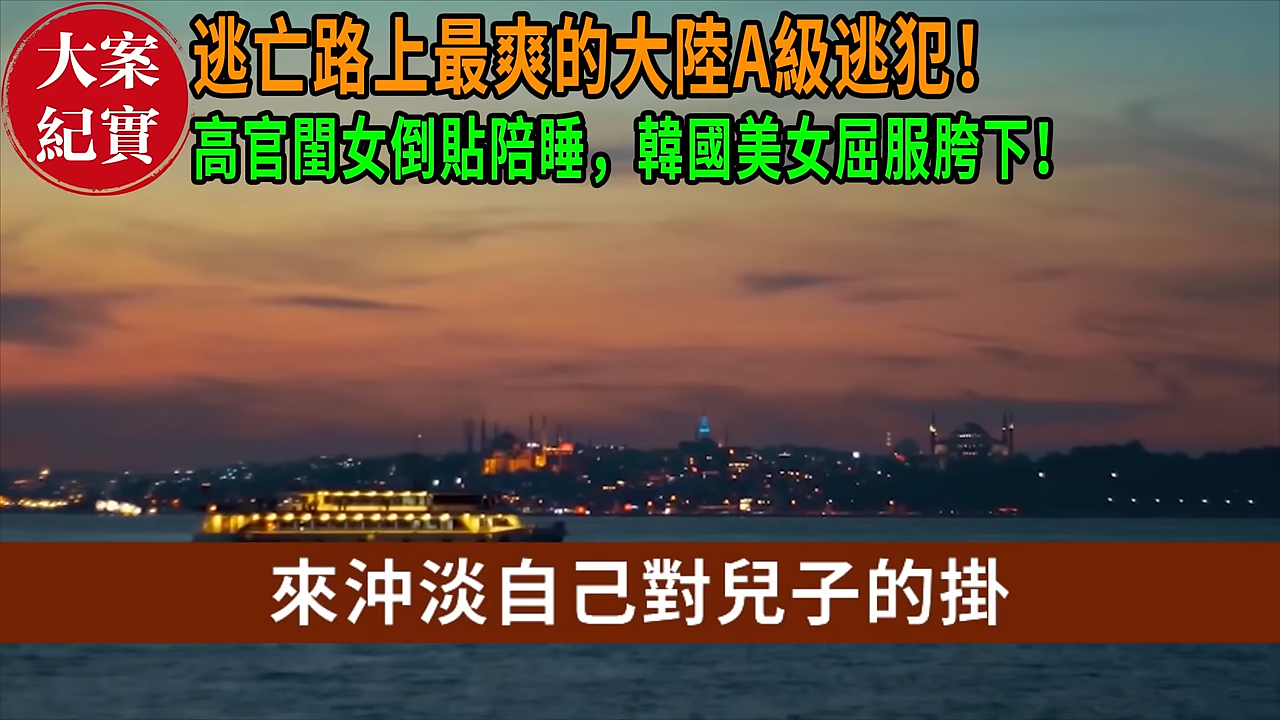 大案
紀實
逃亡路上最爽的大陸A級逃犯！
高官閨女倒貼陪睡，韓國美女屈服胯下！
來沖淡自己對兒子的掛